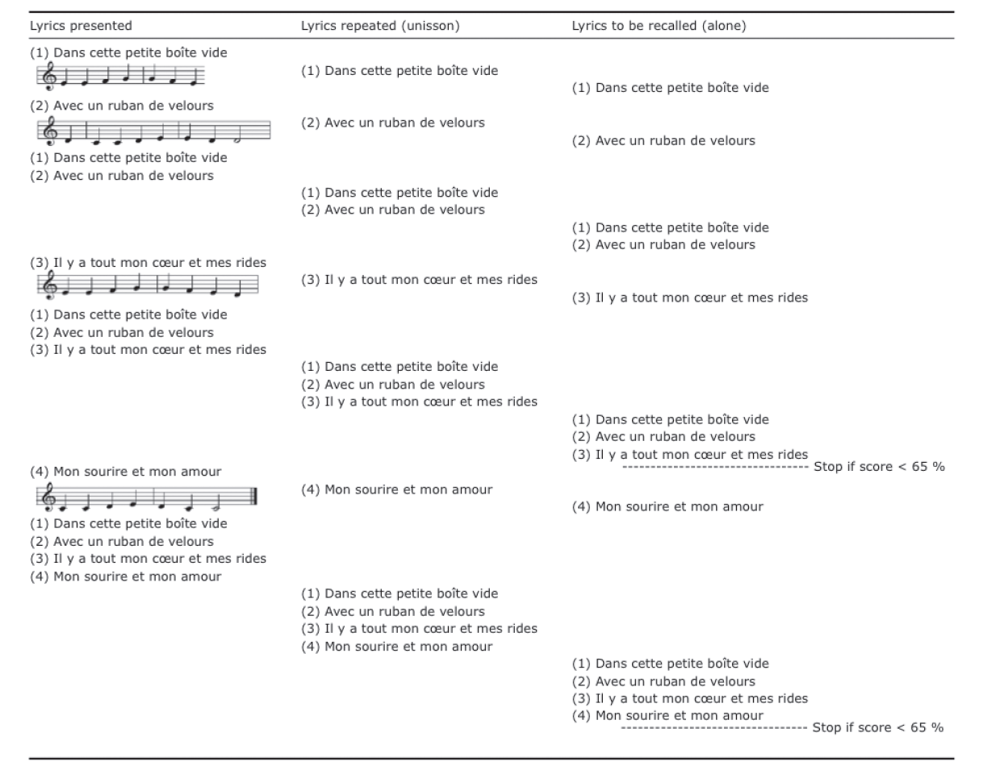 Lyrics presented Lyrics repeated (unisson) Lyrics to be recalled (alone)
(1) Dans cette petite boîte vide
(1) Dans cette petite boîte vide
(1) Dans cette petite boîte vide
(2) Avec un ruban de velours
(2) Avec un ruban de velours
(2) Avec un ruban de velours
(1) Dans cette petite boîte vide
(2) Avec un ruban de velours
(1) Dans cette petite boîte vide
(2) Avec un ruban de velours
(1) Dans cette petite boîte vide
(2) Avec un ruban de velours
(3) Il y a tout mon cœur et mes rides
(3) Il y a tout mon cœur et mes rides
(3) Il y a tout mon cœur et mes rides
(1) Dans cette petite boîte vide
(2) Avec un ruban de velours
(3) Il y a tout mon cœur et mes rides
(1) Dans cette petite boîte vide
(2) Avec un ruban de velours
(3) Il y a tout mon cœur et mes rides
(1) Dans cette petite boîte vide
(2) Avec un ruban de velours
(3) Il y a tout mon cœur et mes rides
--------------------------------- Stop if score < 65 %
(4) Mon sourire et mon amour
(4) Mon sourire et mon amour
(4) Mon sourire et mon amour
(1) Dans cette petite boîte vide
(2) Avec un ruban de velours
(3) Il y a tout mon cœur et mes rides
(4) Mon sourire et mon amour
(1) Dans cette petite boîte vide
(2) Avec un ruban de velours
(3) Il y a tout mon cœur et mes rides
(4) Mon sourire et mon amour
(1) Dans cette petite boîte vide
(2) Avec un ruban de velours
(3) Il y a tout mon cœur et mes rides
(4) Mon sourire et mon amour
--------------------------------- Stop if score < 65 %